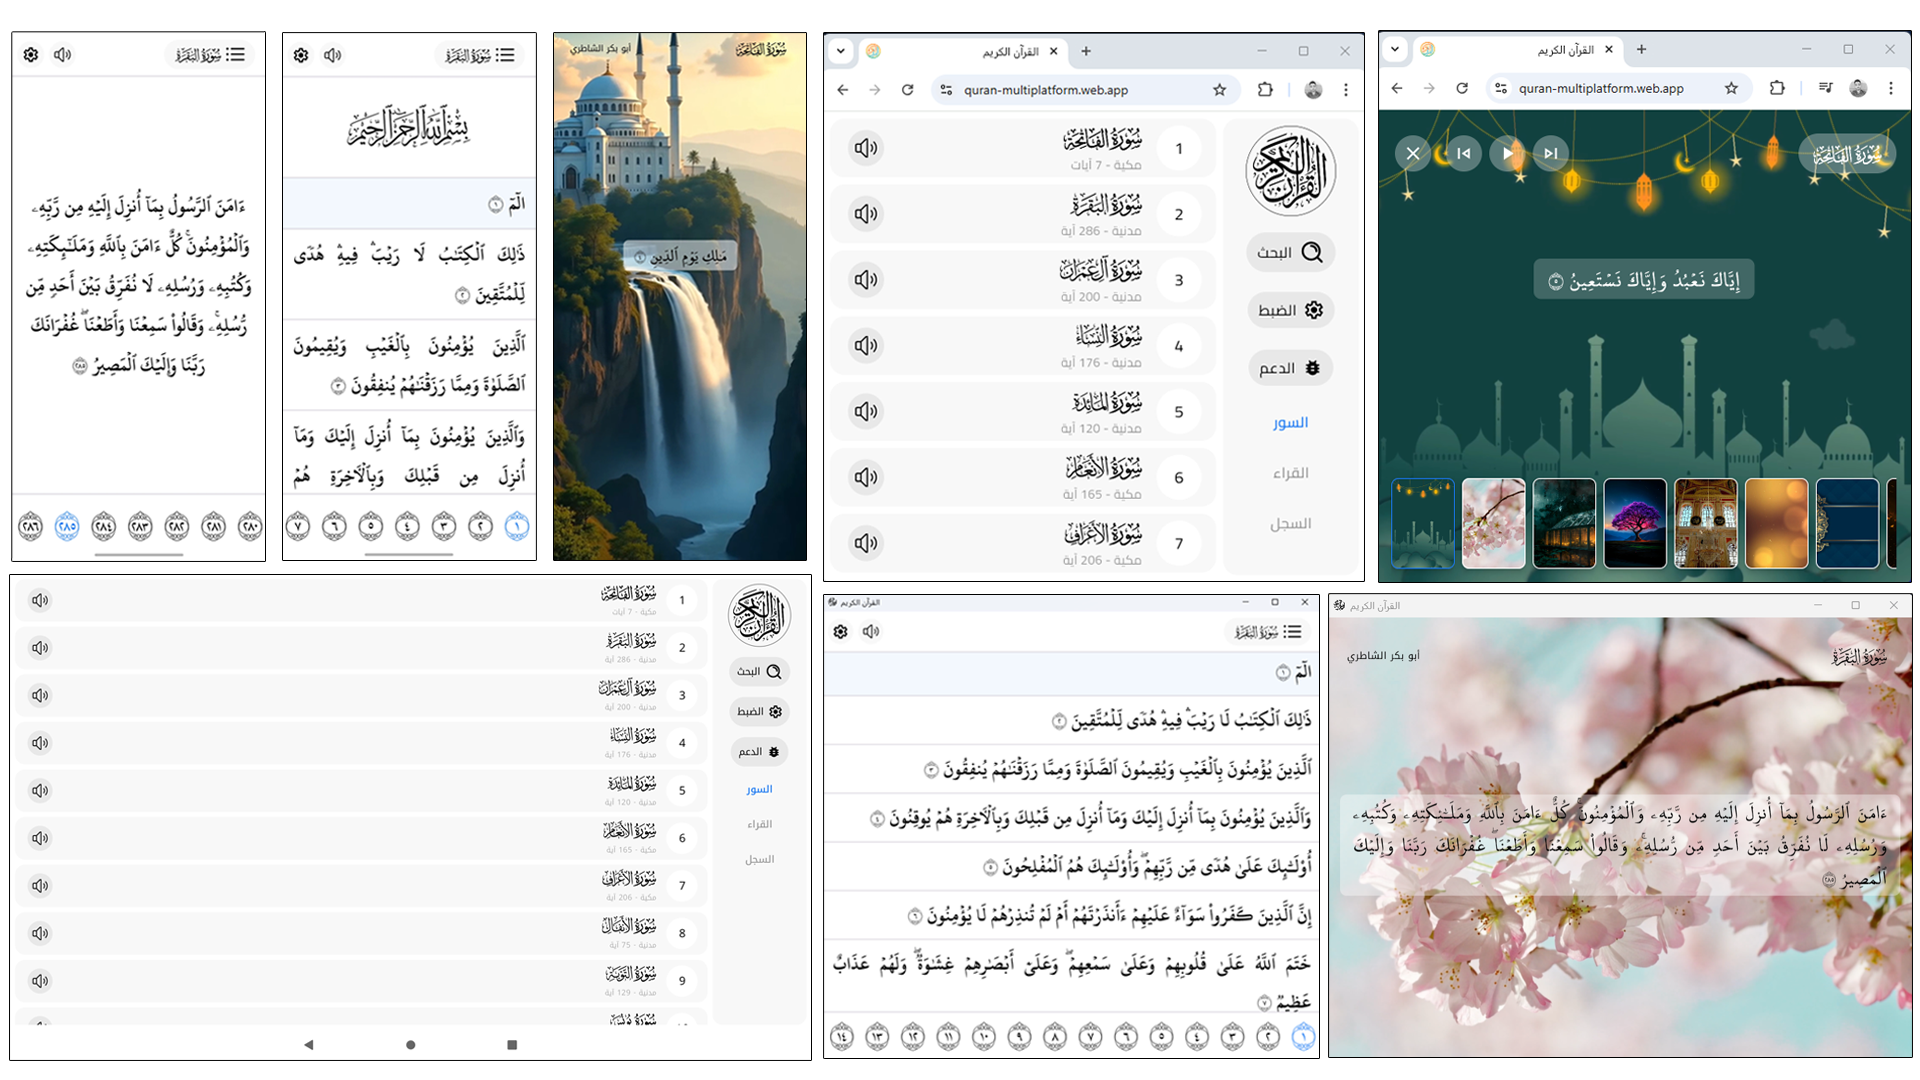 سُورَةُ البَقَرَةِ
ءَامَنَ ٱلرَّسُولُ بِمَآ أُنزِلَ إِلَيْهِ مِن رَّبِّهِۦ
وَٱلْمُؤْمِنُونَۚ كُلٌّ ءَامَنَ بِٱللَّهِ وَمَلَـٰٓئِكَتِهِۦ
وَكُتُبِهِۦ وَرُسُلِهِۦ لَا نُفَرِّقُ بَيْنَ أَحَدٍ مِّن
رُّسُلِهِۦۚ وَقَالُوا۟ سَمِعْنَا وَأَطَعْنَاۖ غُفْرَانَكَ
رَبَّنَا وَإِلَيْكَ ٱلْمَصِيرُ ٢٨٥
٢٨٠ ٢٨١ ٢٨٢ ٢٨٣ ٢٨٤ ٢٨٥ ٢٨٦
سُورَةُ البَقَرَةِ
بِسْمِ ٱللَّهِ ٱلرَّحْمَـٰنِ ٱلرَّحِيمِ
الٓمٓ ١
ذَٰلِكَ ٱلْكِتَـٰبُ لَا رَيْبَۛ فِيهِۛ هُدًى
لِّلْمُتَّقِينَ ٢
ٱلَّذِينَ يُؤْمِنُونَ بِٱلْغَيْبِ وَيُقِيمُونَ
ٱلصَّلَوٰةَ وَمِمَّا رَزَقْنَـٰهُمْ يُنفِقُونَ ٣
وَٱلَّذِينَ يُؤْمِنُونَ بِمَآ أُنزِلَ إِلَيْكَ وَمَآ
أُنزِلَ مِن قَبْلِكَ وَبِٱلْـَٔاخِرَةِ هُمْ
١ ٢ ٣ ٤ ٥ ٦ ٧
سُورَةُ الفَاتِحَةِ
أبو بكر الشاطري
مَـٰلِكِ يَوْمِ ٱلدِّينِ ٤
القرآن الكريم
quran-multiplatform.web.app
القرآن الكريم
البحث
الضبط
الدعم
السور
القراء
السجل
1 سُورَةُ الفَاتِحَةِ
مكية - 7 آيات
2 سُورَةُ البَقَرَةِ
مدنية - 286 آية
3 سُورَةُ آلِ عِمْرَان
مدنية - 200 آية
4 سُورَةُ النِّسَاءِ
مدنية - 176 آية
5 سُورَةُ المَائِدَةِ
مدنية - 120 آية
6 سُورَةُ الأَنْعَامِ
مكية - 165 آية
7 سُورَةُ الأَعْرَافِ
مكية - 206 آية
القرآن الكريم
quran-multiplatform.web.app
سُورَةُ الفَاتِحَةِ
إِيَّاكَ نَعْبُدُ وَإِيَّاكَ نَسْتَعِينُ ٥
القرآن الكريم
البحث
الضبط
الدعم
السور
القراء
السجل
1 سُورَةُ الفَاتِحَةِ
مكية - 7 آيات
2 سُورَةُ البَقَرَةِ
مدنية - 286 آية
3 سُورَةُ آلِ عِمْرَان
مدنية - 200 آية
4 سُورَةُ النِّسَاءِ
مدنية - 176 آية
5 سُورَةُ المَائِدَةِ
مدنية - 120 آية
6 سُورَةُ الأَنْعَامِ
مكية - 165 آية
7 سُورَةُ الأَعْرَافِ
مكية - 206 آية
8 سُورَةُ الأَنْفَالِ
مدنية - 75 آية
9 سُورَةُ التَّوْبَةِ
مدنية - 129 آية
سُورَةُ يُونُسَ
القرآن الكريم
سُورَةُ البَقَرَةِ
الٓمٓ ١
ذَٰلِكَ ٱلْكِتَـٰبُ لَا رَيْبَۛ فِيهِۛ هُدًى لِّلْمُتَّقِينَ ٢
ٱلَّذِينَ يُؤْمِنُونَ بِٱلْغَيْبِ وَيُقِيمُونَ ٱلصَّلَوٰةَ وَمِمَّا رَزَقْنَـٰهُمْ يُنفِقُونَ ٣
وَٱلَّذِينَ يُؤْمِنُونَ بِمَآ أُنزِلَ إِلَيْكَ وَمَآ أُنزِلَ مِن قَبْلِكَ وَبِٱلْـَٔاخِرَةِ هُمْ يُوقِنُونَ ٤
أُو۟لَـٰٓئِكَ عَلَىٰ هُدًى مِّن رَّبِّهِمْۖ وَأُو۟لَـٰٓئِكَ هُمُ ٱلْمُفْلِحُونَ ٥
إِنَّ ٱلَّذِينَ كَفَرُوا۟ سَوَآءٌ عَلَيْهِمْ ءَأَنذَرْتَهُمْ أَمْ لَمْ تُنذِرْهُمْ لَا يُؤْمِنُونَ ٦
خَتَمَ ٱللَّهُ عَلَىٰ قُلُوبِهِمْ وَعَلَىٰ سَمْعِهِمْۖ وَعَلَىٰٓ أَبْصَـٰرِهِمْ غِشَـٰوَةٌۖ وَلَهُمْ عَذَابٌ
عَظِيمٌ ٧
١ ٢ ٣ ٤ ٥ ٦ ٧ ٨ ٩ ١٠ ١١ ١٢ ١٣ ١٤
القرآن الكريم
سُورَةُ البَقَرَةِ
أبو بكر الشاطري
ءَامَنَ ٱلرَّسُولُ بِمَآ أُنزِلَ إِلَيْهِ مِن رَّبِّهِۦ وَٱلْمُؤْمِنُونَۚ كُلٌّ ءَامَنَ بِٱللَّهِ وَمَلَـٰٓئِكَتِهِۦ وَكُتُبِهِۦ
وَرُسُلِهِۦ لَا نُفَرِّقُ بَيْنَ أَحَدٍ مِّن رُّسُلِهِۦۚ وَقَالُوا۟ سَمِعْنَا وَأَطَعْنَاۖ غُفْرَانَكَ رَبَّنَا وَإِلَيْكَ
ٱلْمَصِيرُ ٢٨٥